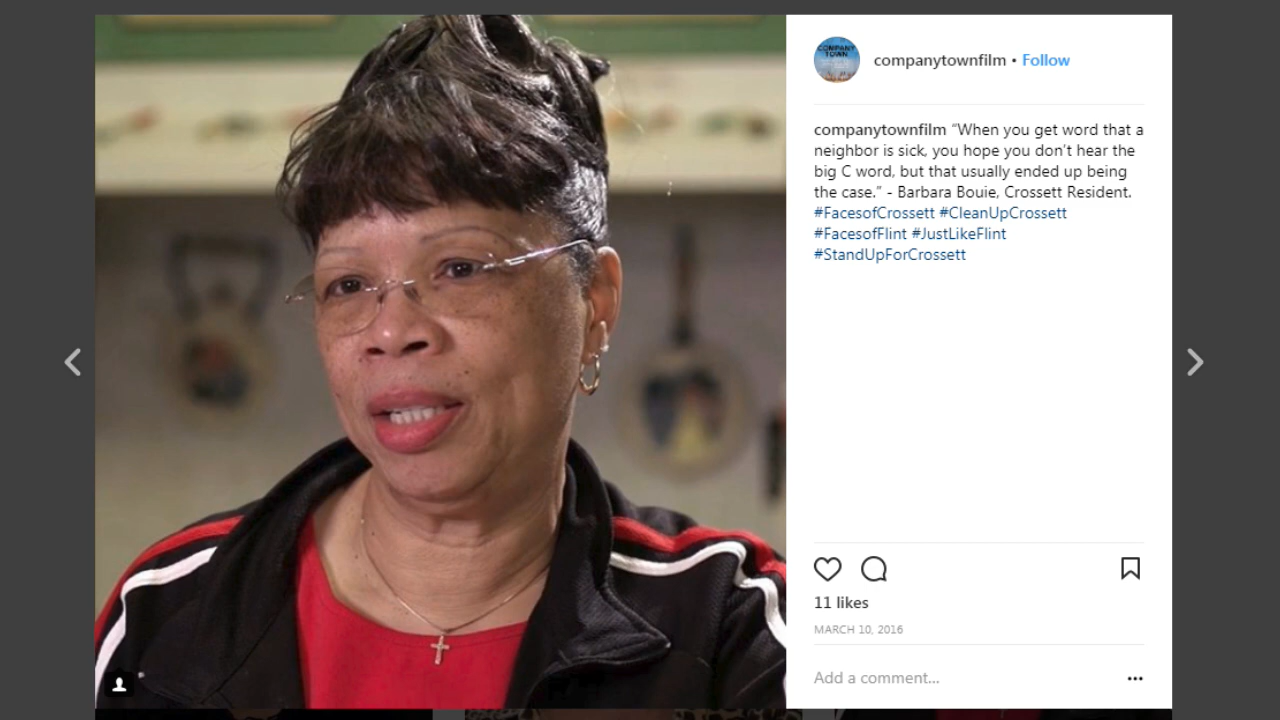 COMPANY
TOWN
companytownfilm • Follow
companytownfilm “When you get word that a
neighbor is sick, you hope you don’t hear the
big C word, but that usually ended up being
the case.” - Barbara Bouie, Crossett Resident.
#FacesofCrossett #CleanUpCrossett
#FacesofFlint #JustLikeFlint
#StandUpForCrossett
11 likes
MARCH 10, 2016
Add a comment...